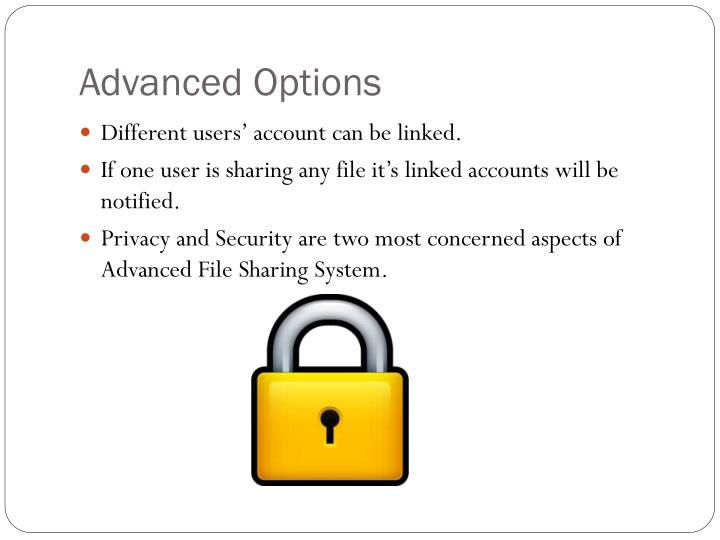 Advanced Options
Different users’ account can be linked.
If one user is sharing any file it’s linked accounts will be
notified.
Privacy and Security are two most concerned aspects of
Advanced File Sharing System.